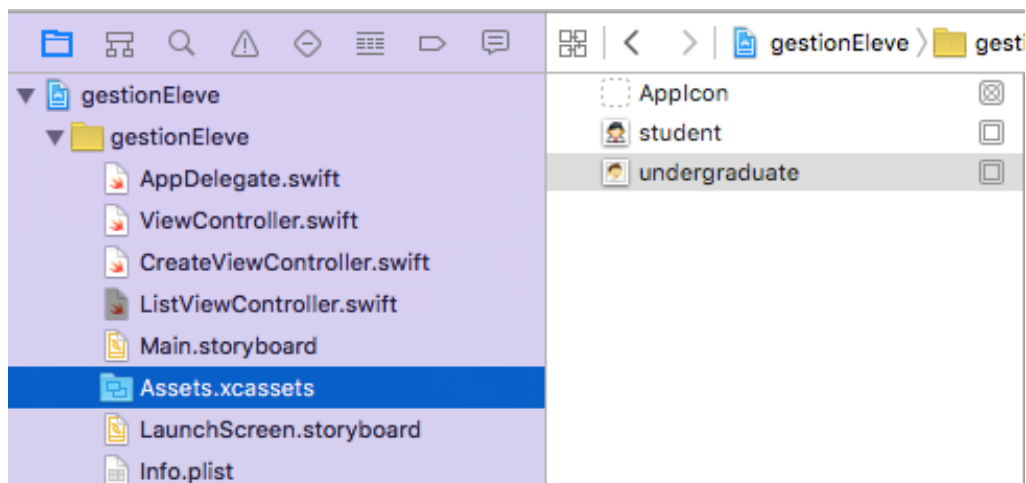 gestionEleve gesti
gestionEleve
gestionEleve
AppDelegate.swift
ViewController.swift
CreateViewController.swift
ListViewController.swift
Main.storyboard
Assets.xcassets
LaunchScreen.storyboard
Info.plist
AppIcon
student
undergraduate